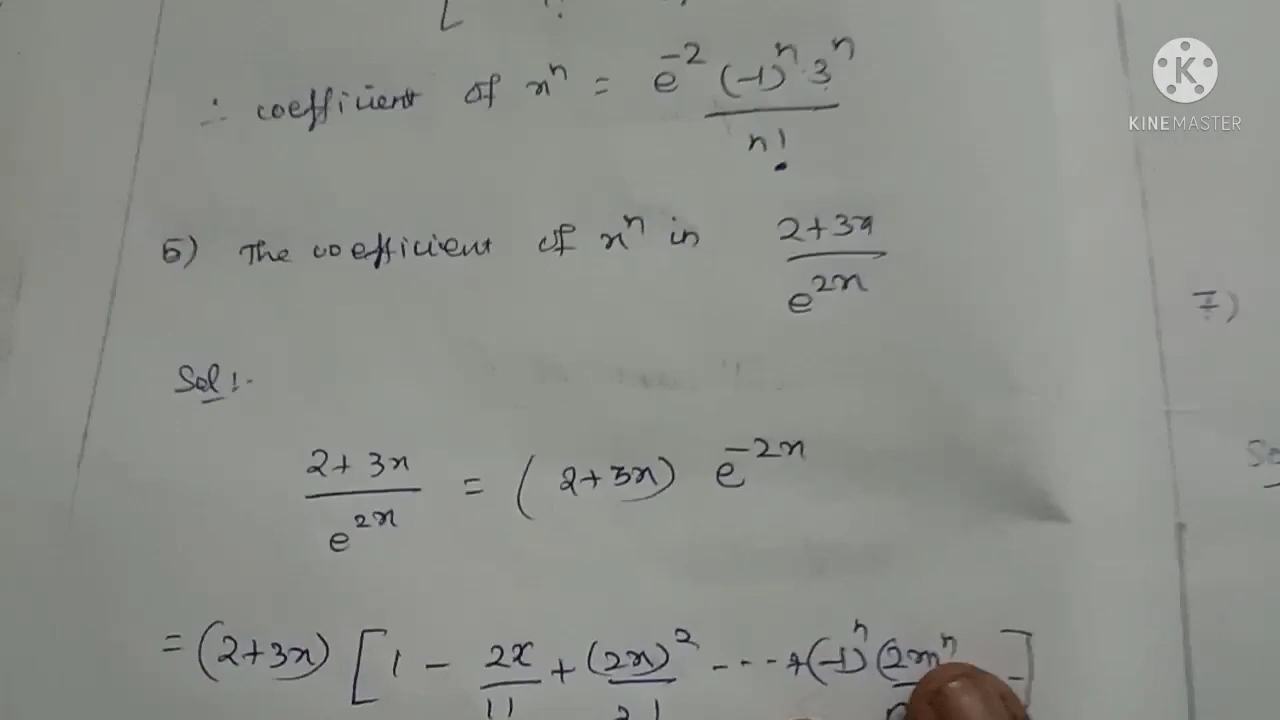 ∴ coefficient of xⁿ = e⁻² (-1)ⁿ 3ⁿ
n!
KINEMASTER
5) The coefficient of xⁿ in 2+3x
e²ˣ
7)
Sol:-
2+3x = (2+3x) e⁻²ˣ
e²ˣ
= (2+3x) [1 - 2x + (2x)² ---- + (-1)ⁿ (2x)ⁿ ]
1! 2!